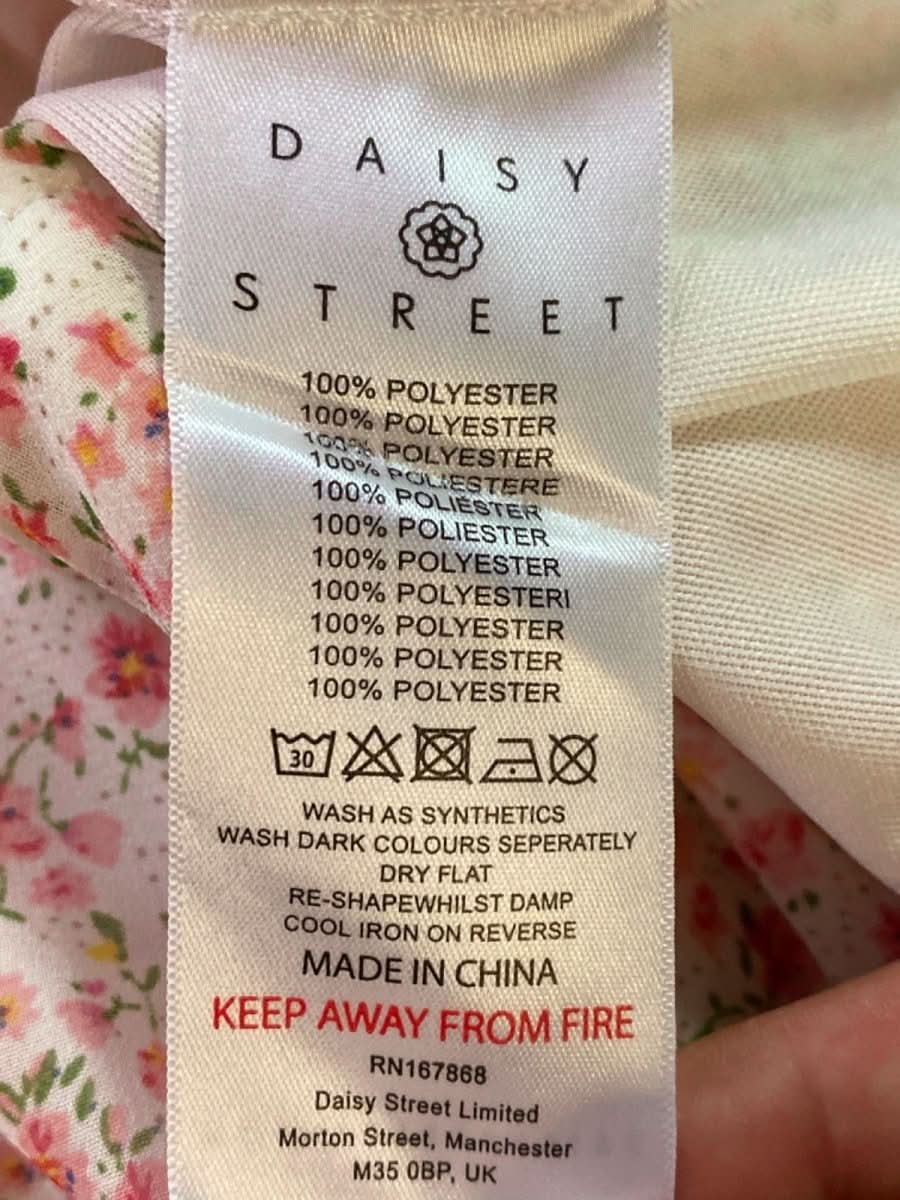 DAISY
STREET
100% POLYESTER
100% POLYESTER
100% POLYESTER
100% POLIESTERE
100% POLIÉSTER
100% POLIESTER
100% POLYESTER
100% POLYESTERI
100% POLYESTER
100% POLYESTER
100% POLYESTER
30
WASH AS SYNTHETICS
WASH DARK COLOURS SEPERATELY
DRY FLAT
RE-SHAPEWHILST DAMP
COOL IRON ON REVERSE
MADE IN CHINA
KEEP AWAY FROM FIRE
RN167868
Daisy Street Limited
Morton Street, Manchester
M35 0BP, UK